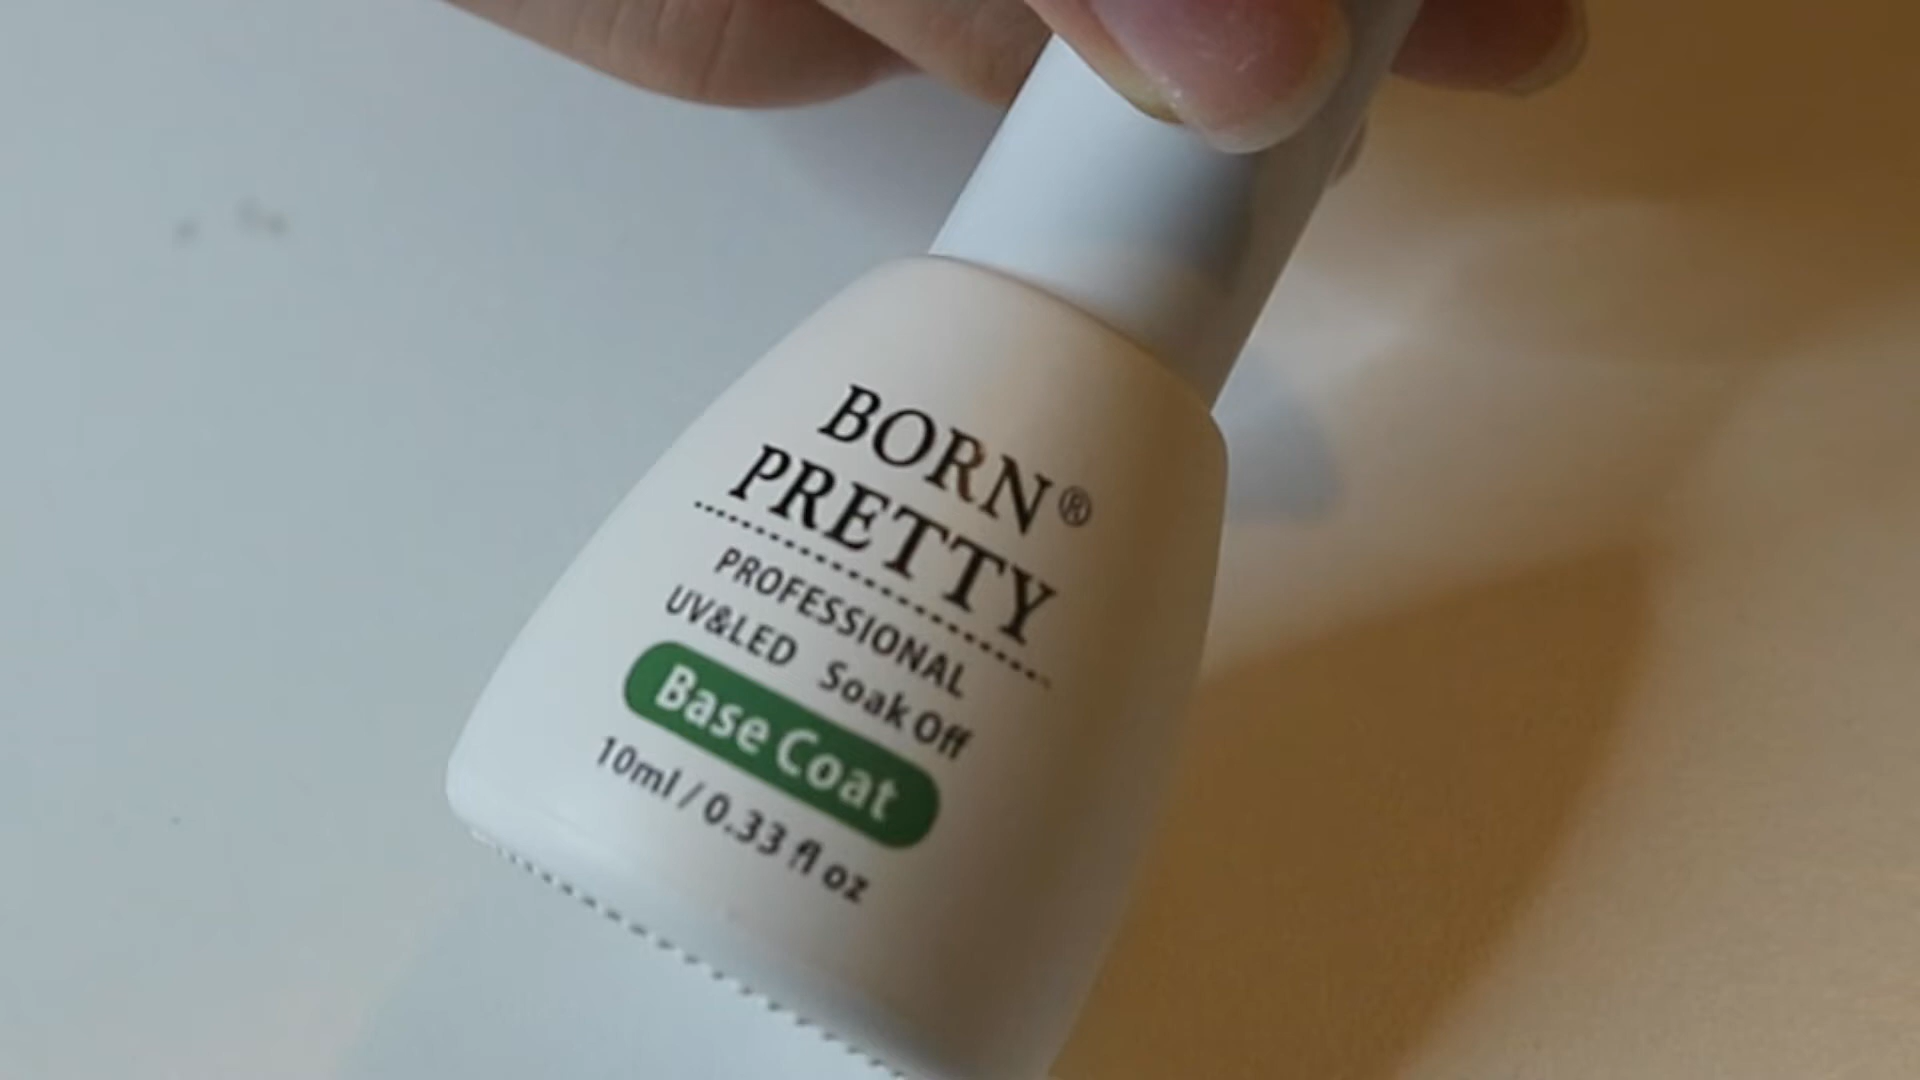 BORN®
PRETTY
PROFESSIONAL
UV&LED Soak Off
Base Coat
10ml / 0.33 fl oz